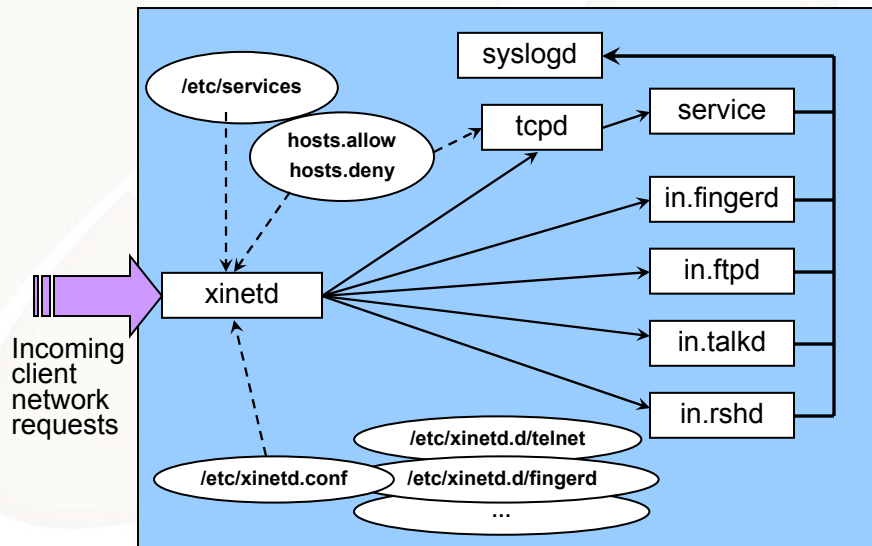 syslogd
/etc/services
tcpd
service
hosts.allow
hosts.deny
in.fingerd
in.ftpd
xinetd
Incoming
client
network
requests
in.talkd
in.rshd
/etc/xinetd.d/telnet
/etc/xinetd.conf
/etc/xinetd.d/fingerd
...